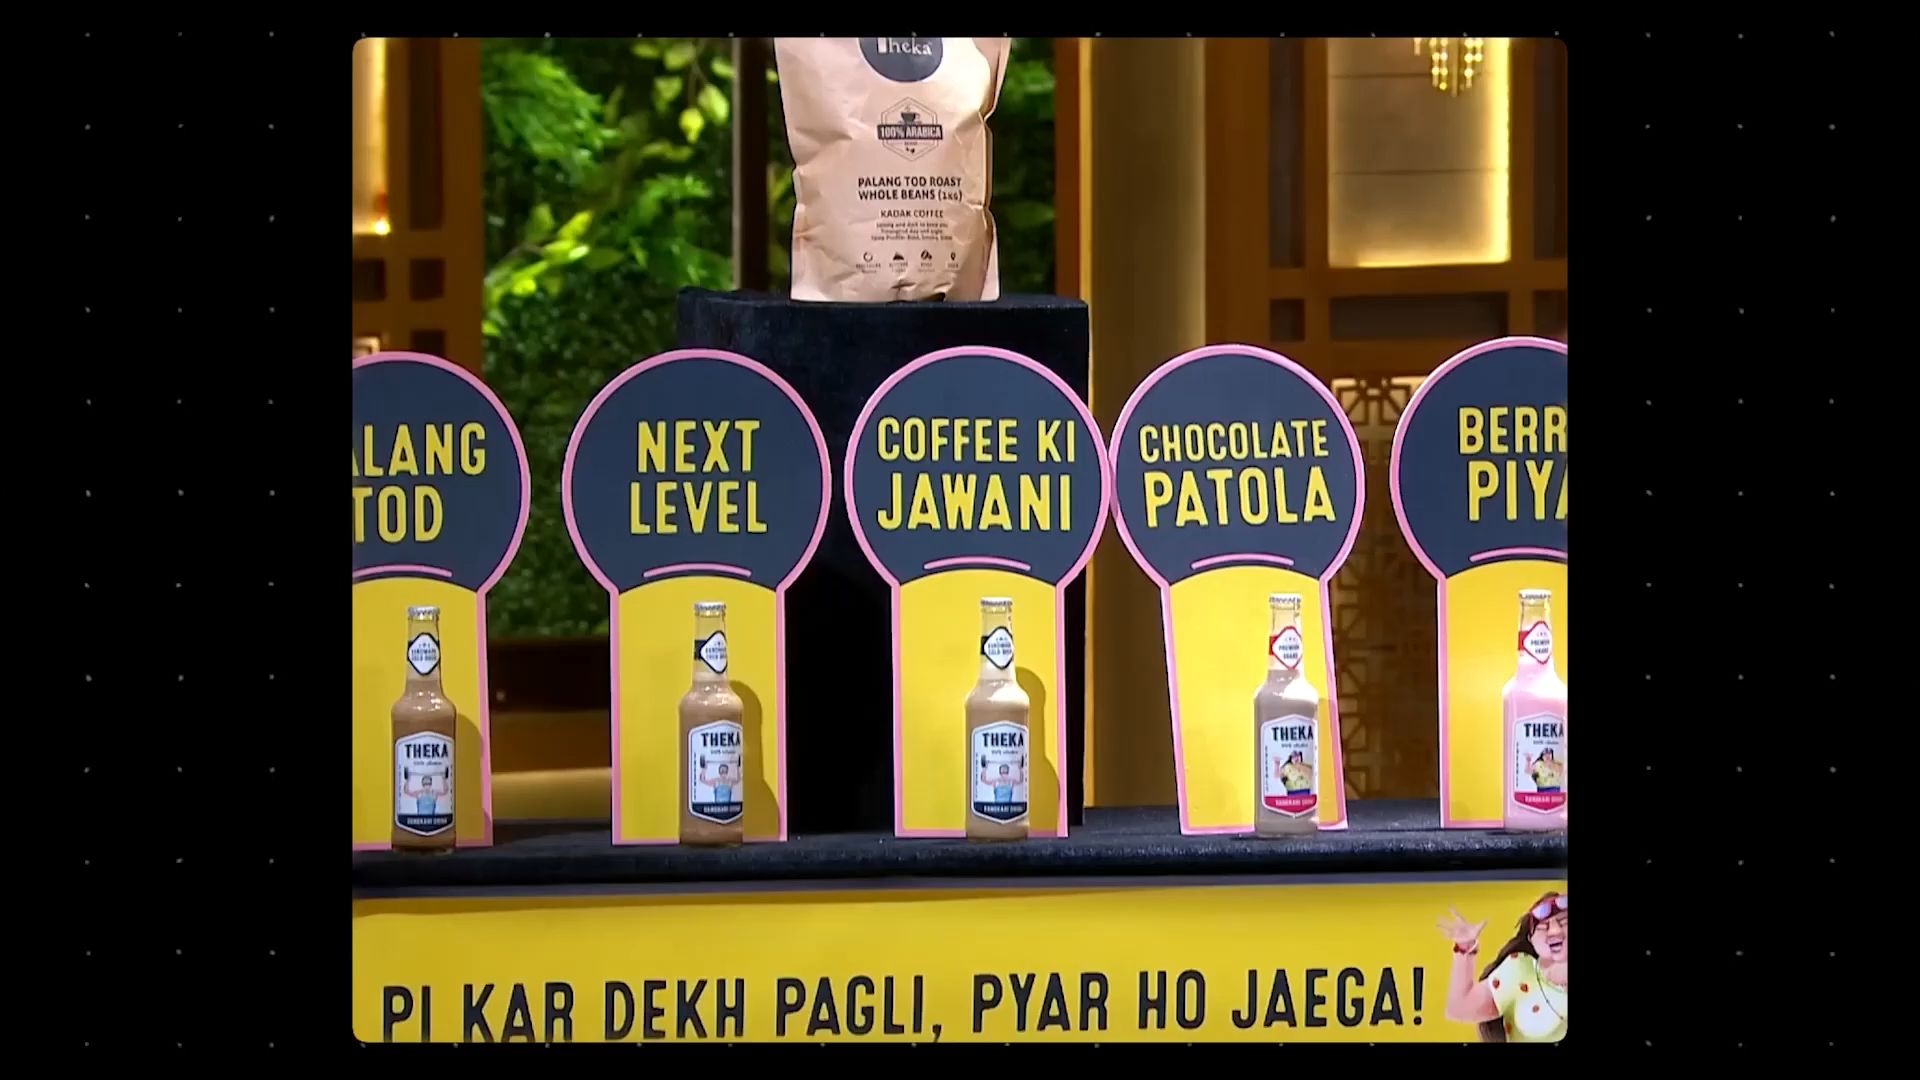 Theka
100% ARABICA
PALANG TOD ROAST
WHOLE BEANS (1KG)
KADAK COFFEE
ALANG
TOD
NEXT
LEVEL
COFFEE KI
JAWANI
CHOCOLATE
PATOLA
BERR
PIYA
THEKA
THEKA
THEKA
THEKA
THEKA
PI KAR DEKH PAGLI, PYAR HO JAEGA!